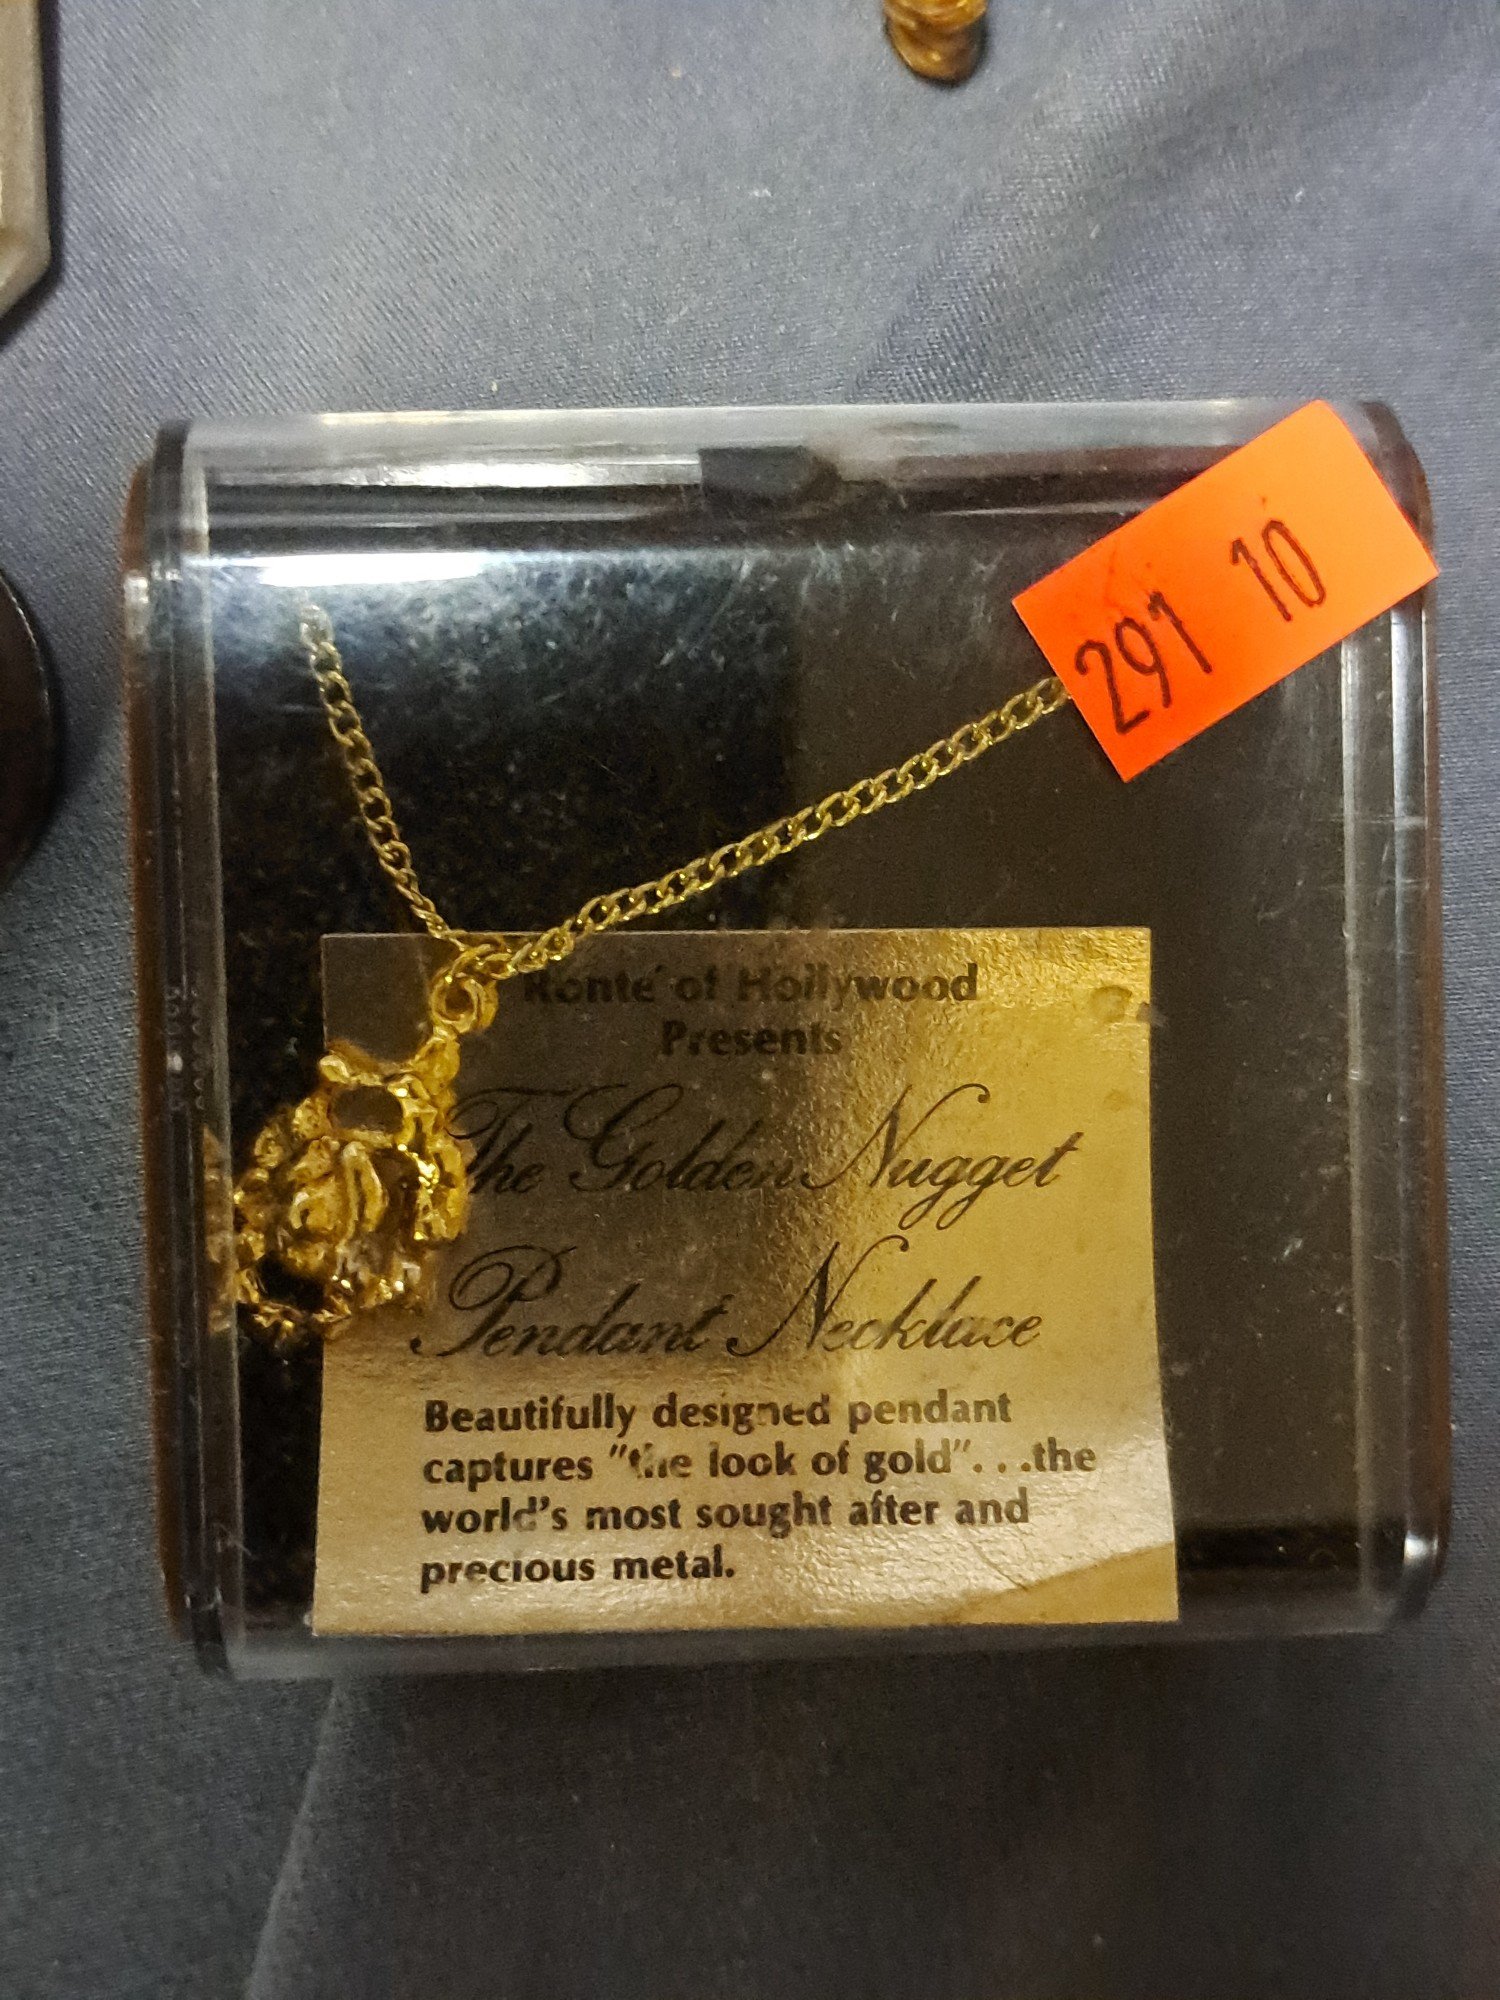 291 10
Ronté of Hollywood
Presents
The Golden Nugget
Pendant Necklace
Beautifully designed pendant
captures "the look of gold"...the
world's most sought after and
precious metal.